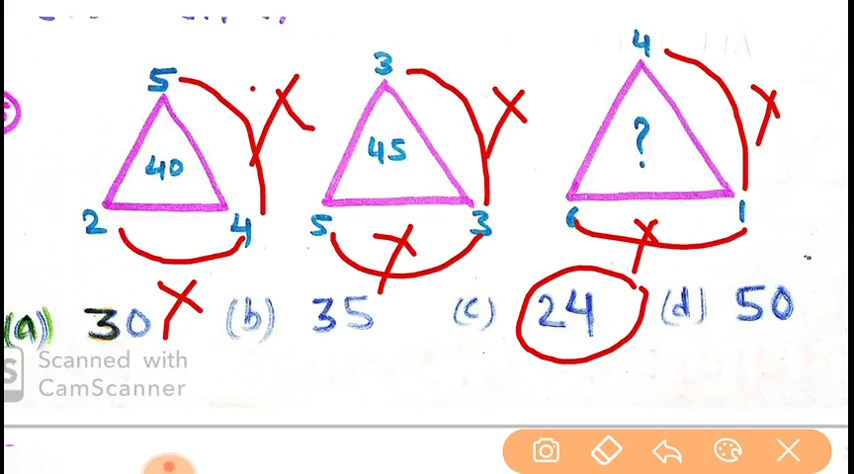 5 3 4
40 45 ?
2 4 5 3 6 1
(a) 30 (b) 35 (c) 24 (d) 50
Scanned with
CamScanner